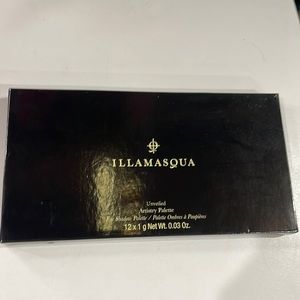 ILLAMASQUA
Unveiled
Artistry Palette
Eye Shadow Palette / Palette Ombres à Paupières
12 x 1 g Net Wt. 0.03 Oz.